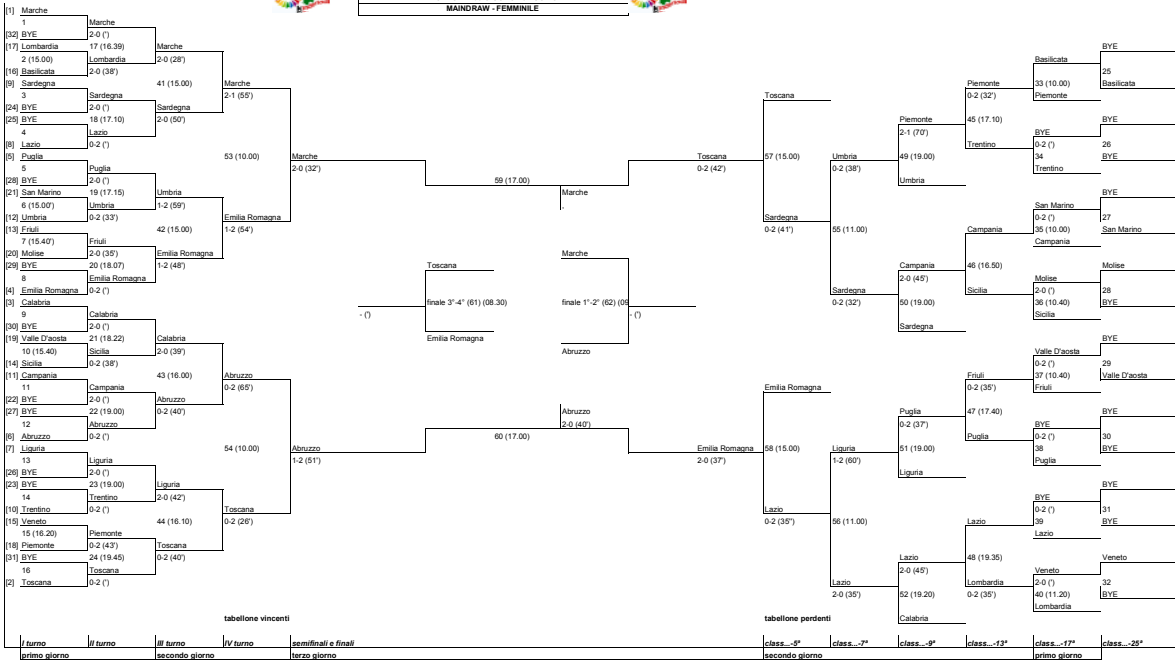 MAINDRAW - FEMMINILE
[1] Marche
1
[32] BYE
[17] Lombardia
2 (15.00)
[16] Basilicata
[9] Sardegna
3
[24] BYE
[25] BYE
4
[8] Lazio
[5] Puglia
5
[28] BYE
[21] San Marino
6 (15.00')
[12] Umbria
[13] Friuli
7 (15.40')
[20] Molise
[29] BYE
8
[4] Emilia Romagna
[3] Calabria
9
[30] BYE
[19] Valle D'aosta
10 (15.40)
[14] Sicilia
[11] Campania
11
[22] BYE
[27] BYE
12
[6] Abruzzo
[7] Liguria
13
[26] BYE
[23] BYE
14
[10] Trentino
[15] Veneto
15 (16.20)
[18] Piemonte
[31] BYE
16
[2] Toscana
Marche
2-0 (')
17 (16.39)
Lombardia
2-0 (38')
Sardegna
2-0 (')
18 (17.10)
Lazio
0-2 (')
Puglia
2-0 (')
19 (17.15)
Umbria
0-2 (33')
Friuli
2-0 (35')
20 (18.07)
Emilia Romagna
0-2 (')
Calabria
2-0 (')
21 (18.22)
Sicilia
0-2 (38')
Campania
2-0 (')
22 (19.00)
Abruzzo
0-2 (')
Liguria
2-0 (')
23 (19.00)
Trentino
0-2 (')
Piemonte
0-2 (43')
24 (19.45)
Toscana
0-2 (')
Marche
2-0 (28')
41 (15.00)
Sardegna
2-0 (50')
Umbria
1-2 (59')
42 (15.00)
Emilia Romagna
1-2 (48')
Calabria
2-0 (39')
43 (16.00)
Abruzzo
0-2 (40')
Liguria
2-0 (42')
44 (16.10)
Toscana
0-2 (40')
Marche
2-1 (55')
53 (10.00)
Emilia Romagna
1-2 (54')
Abruzzo
0-2 (65')
54 (10.00)
Toscana
0-2 (26')
Marche
2-0 (32')
Abruzzo
1-2 (51')
59 (17.00)
Marche
-
Toscana
finale 3°-4° (61) (08.30)
- (')
Emilia Romagna
Marche
finale 1°-2° (62) (09
- (')
Abruzzo
Abruzzo
2-0 (40')
60 (17.00)
Toscana
0-2 (42')
Emilia Romagna
2-0 (37')
Toscana
57 (15.00)
Sardegna
0-2 (41')
Emilia Romagna
58 (15.00)
Lazio
0-2 (35'')
Umbria
0-2 (38')
55 (11.00)
Sardegna
0-2 (32')
Liguria
1-2 (60')
56 (11.00)
Lazio
2-0 (35')
Piemonte
2-1 (70')
49 (19.00)
Umbria
Campania
2-0 (45')
50 (19.00)
Sardegna
Puglia
0-2 (37')
51 (19.00)
Liguria
Lazio
2-0 (45')
52 (19.20)
Calabria
Piemonte
0-2 (32')
45 (17.10)
Trentino
Campania
46 (16.50)
Sicilia
Friuli
0-2 (35')
47 (17.40)
Puglia
Lazio
48 (19.35)
Lombardia
0-2 (35')
Basilicata
33 (10.00)
Piemonte
BYE
0-2 (')
34
Trentino
San Marino
0-2 (')
35 (10.00)
Campania
Molise
2-0 (')
36 (10.40)
Sicilia
Valle D'aosta
0-2 (')
37 (10.40)
Friuli
BYE
0-2 (')
38
Puglia
BYE
0-2 (')
39
Lazio
Veneto
2-0 (')
40 (11.20)
Lombardia
BYE
25
Basilicata
BYE
26
BYE
BYE
27
San Marino
Molise
28
BYE
BYE
29
Valle D'aosta
BYE
30
BYE
BYE
31
BYE
Veneto
32
BYE
tabellone vincenti
tabellone perdenti
I turno II turno III turno IV turno semifinali e finali class...-5ª class...-7ª class...-9ª class...-13ª class...-17ª class...-25ª
primo giorno secondo giorno terzo giorno secondo giorno primo giorno